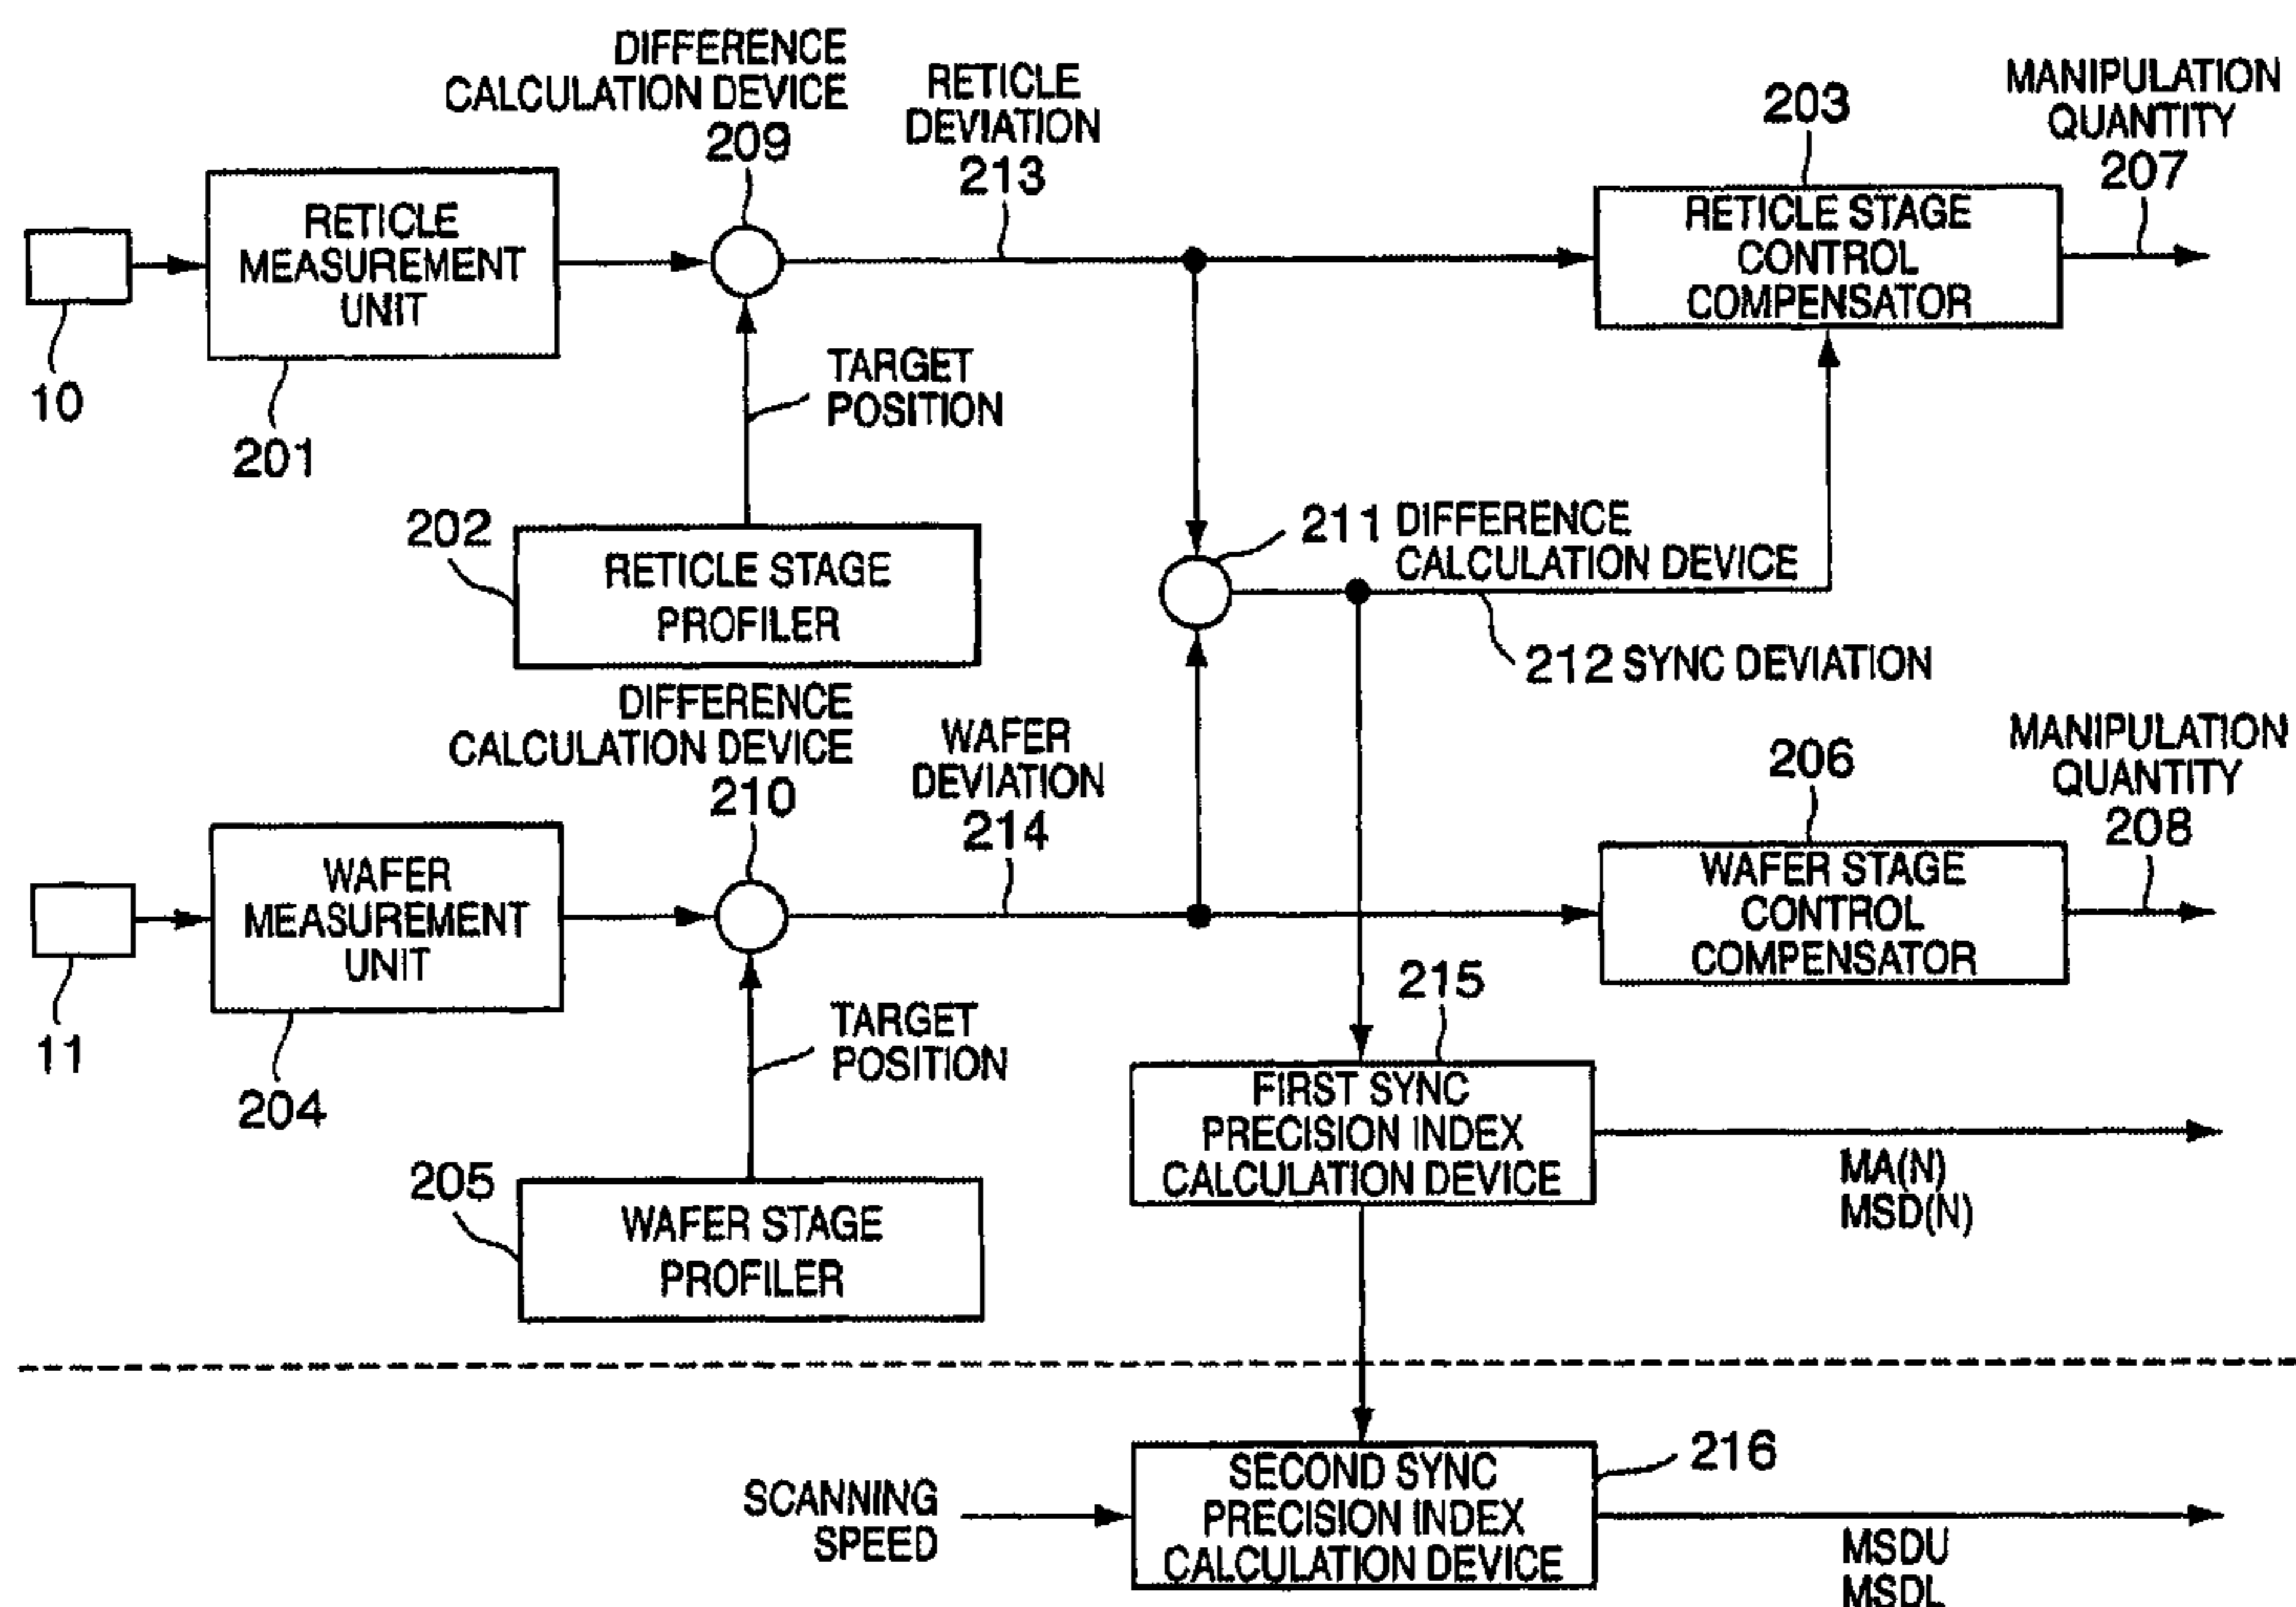 DIFFERENCE
CALCULATION DEVICE
209
RETICLE
DEVIATION
213
203
MANIPULATION
QUANTITY
207
RETICLE
MEASUREMENT
UNIT
RETICLE STAGE
CONTROL
COMPENSATOR
10
201
TARGET
POSITION
202
RETICLE STAGE
PROFILER
211 DIFFERENCE
CALCULATION DEVICE
212 SYNC DEVIATION
DIFFERENCE
CALCULATION DEVICE
210
WAFER
DEVIATION
214
206
MANIPULATION
QUANTITY
208
WAFER
MEASUREMENT
UNIT
WAFER STAGE
CONTROL
COMPENSATOR
11
204
TARGET
POSITION
215
FIRST SYNC
PRECISION INDEX
CALCULATION DEVICE
MA(N)
MSD(N)
205
WAFER STAGE
PROFILER
SCANNING
SPEED
SECOND SYNC
PRECISION INDEX
CALCULATION DEVICE
216
MSDU
MSDL